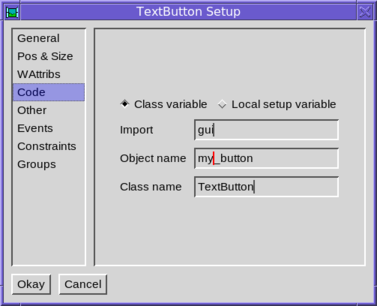 TextButton Setup
General
Pos & Size
WAttribs
Code
Other
Events
Constraints
Groups
Class variable Local setup variable
Import gui
Object name my_button
Class name TextButton
Okay Cancel